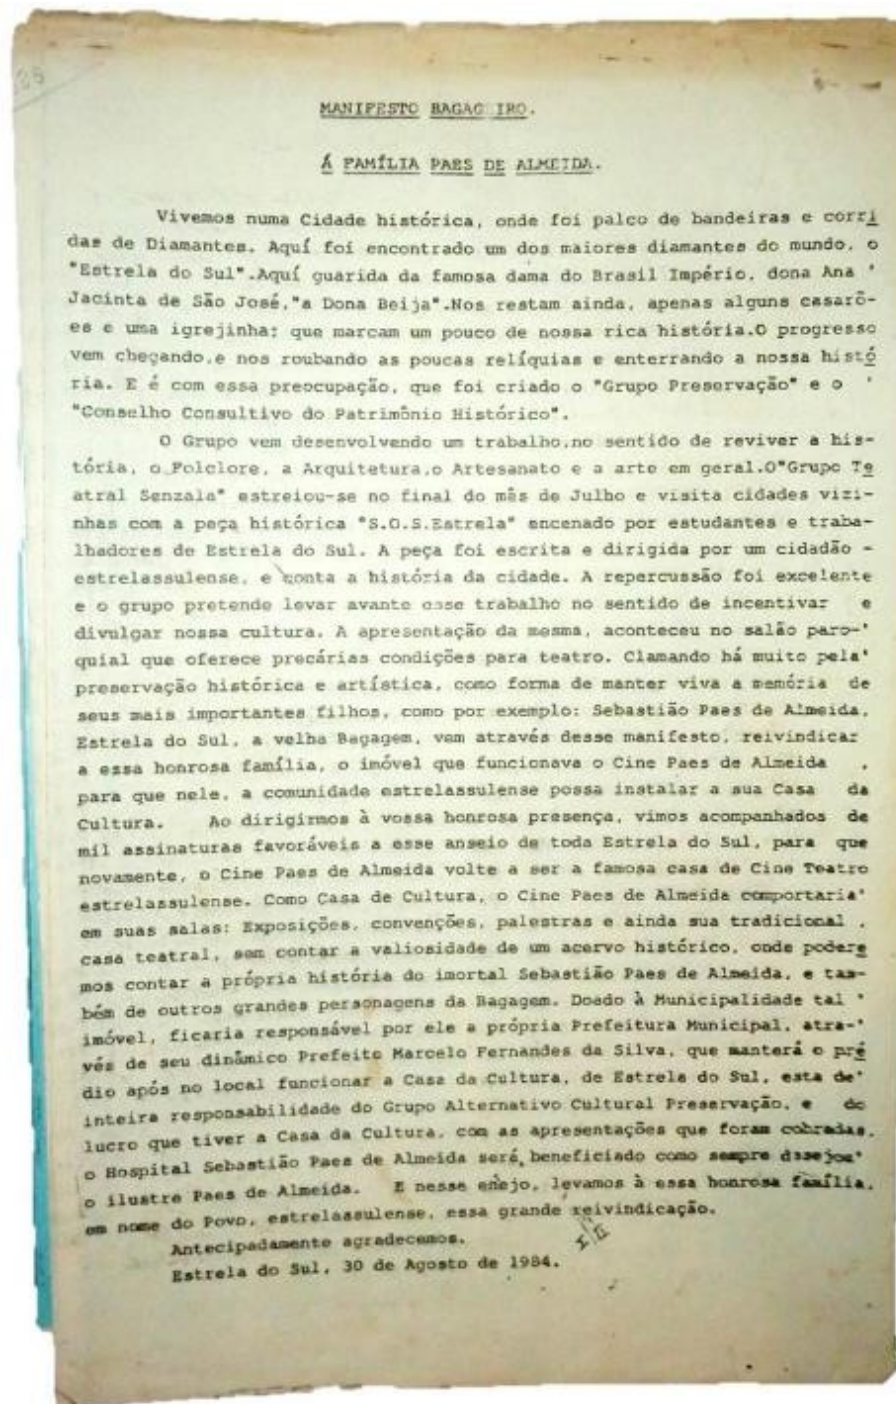 88
MANIFESTO BAGAG IRO.
Á FAMÍLIA PAES DE ALMEIDA.
Vivemos numa Cidade histórica, onde foi palco de bandeiras e corri
das de Diamantes. Aquí foi encontrado um dos maiores diamantes do mundo, o
"Estrela do Sul".Aquí guarida da famosa dama do Brasil Império, dona Ana '
Jacinta de São José,"a Dona Beija".Nos restam ainda, apenas alguns casarõ-
es e uma igrejinha; que marcam um pouco de nossa rica história.O progresso
vem chegando,e nos roubando as poucas relíquias e enterrando a nossa histó
ria. E é com essa preocupação, que foi criado o "Grupo Preservação" e o '
"Conselho Consultivo do Patrimônio Histórico".
O Grupo vem desenvolvendo um trabalho,no sentido de reviver a his-
tória, o Folclore, a Arquitetura,o Artesanato e a arte em geral.O"Grupo Te
atral Senzala" estreiou-se no final do mês de Julho e visita cidades vizi-
nhas com a peça histórica "S.O.S.Estrela" encenado por estudantes e traba-
lhadores de Estrela do Sul. A peça foi escrita e dirigida por um cidadão -
estrelassulense, e conta a história da cidade. A repercussão foi excelente
e o grupo pretende levar avante esse trabalho no sentido de incentivar e
divulgar nossa cultura. A apresentação da mesma, aconteceu no salão paro-'
quial que oferece precárias condições para teatro. Clamando há muito pela'
preservação histórica e artística, como forma de manter viva a memória de
seus mais importantes filhos, como por exemplo: Sebastião Paes de Almeida,
Estrela do Sul, a velha Bagagem, vem através desse manifesto, reivindicar
a essa honrosa família, o imóvel que funcionava o Cine Paes de Almeida ,
para que nele, a comunidade estrelassulense possa instalar a sua Casa da
Cultura. Ao dirigirmos à vossa honrosa presença, vimos acompanhados de
mil assinaturas favoráveis a esse anseio de toda Estrela do Sul, para que
novamente, o Cine Paes de Almeida volte a ser a famosa casa de Cine Teatro
estrelassulense. Como Casa de Cultura, o Cine Paes de Almeida comportaria'
em suas salas: Exposições, convenções, palestras e ainda sua tradicional ,
casa teatral, sem contar a valiosidade de um acervo histórico, onde podere
mos contar a própria história do imortal Sebastião Paes de Almeida, e tam-
bém de outros grandes personagens da Bagagem. Doado à Municipalidade tal '
imóvel, ficaria responsável por ele a própria Prefeitura Municipal, atra-'
vés de seu dinâmico Prefeito Marcelo Fernandes da Silva, que manterá o pré
dio após no local funcionar a Casa da Cultura, de Estrela do Sul, esta de'
inteira responsabilidade do Grupo Alternativo Cultural Preservação, e do
lucro que tiver a Casa da Cultura, com as apresentações que foram cobradas,
o Hospital Sebastião Paes de Almeida será beneficiado como sempre desejou'
o ilustre Paes de Almeida. E nesse enejo, levamos à essa honrosa família,
em nome do Povo, estrelassulense, essa grande reivindicação.
Antecipadamente agradecemos.
Estrela do Sul, 30 de Agosto de 1984.